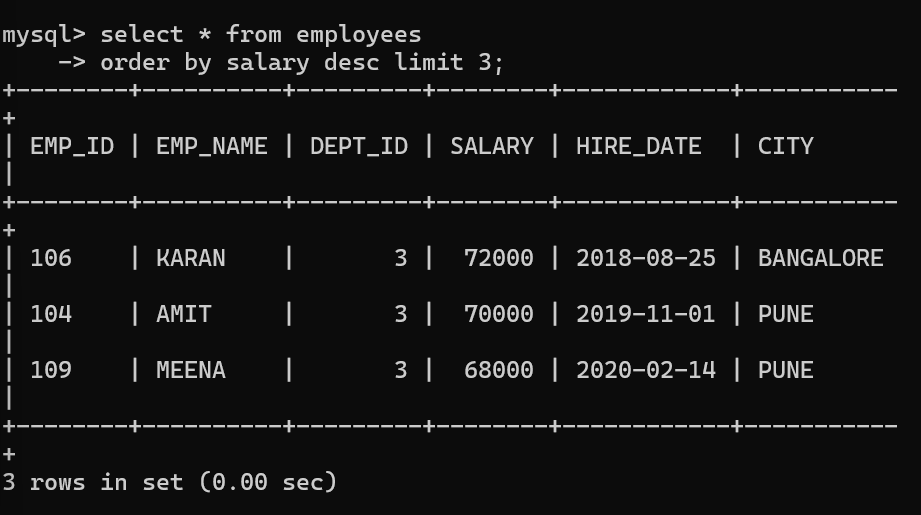 mysql> select * from employees
    -> order by salary desc limit 3;
+--------+----------+---------+--------+------------+-----------
+
| EMP_ID | EMP_NAME | DEPT_ID | SALARY | HIRE_DATE  | CITY
|
+--------+----------+---------+--------+------------+-----------
+
| 106    | KARAN    |       3 |  72000 | 2018-08-25 | BANGALORE
|
| 104    | AMIT     |       3 |  70000 | 2019-11-01 | PUNE
|
| 109    | MEENA    |       3 |  68000 | 2020-02-14 | PUNE
|
+--------+----------+---------+--------+------------+-----------
+
3 rows in set (0.00 sec)